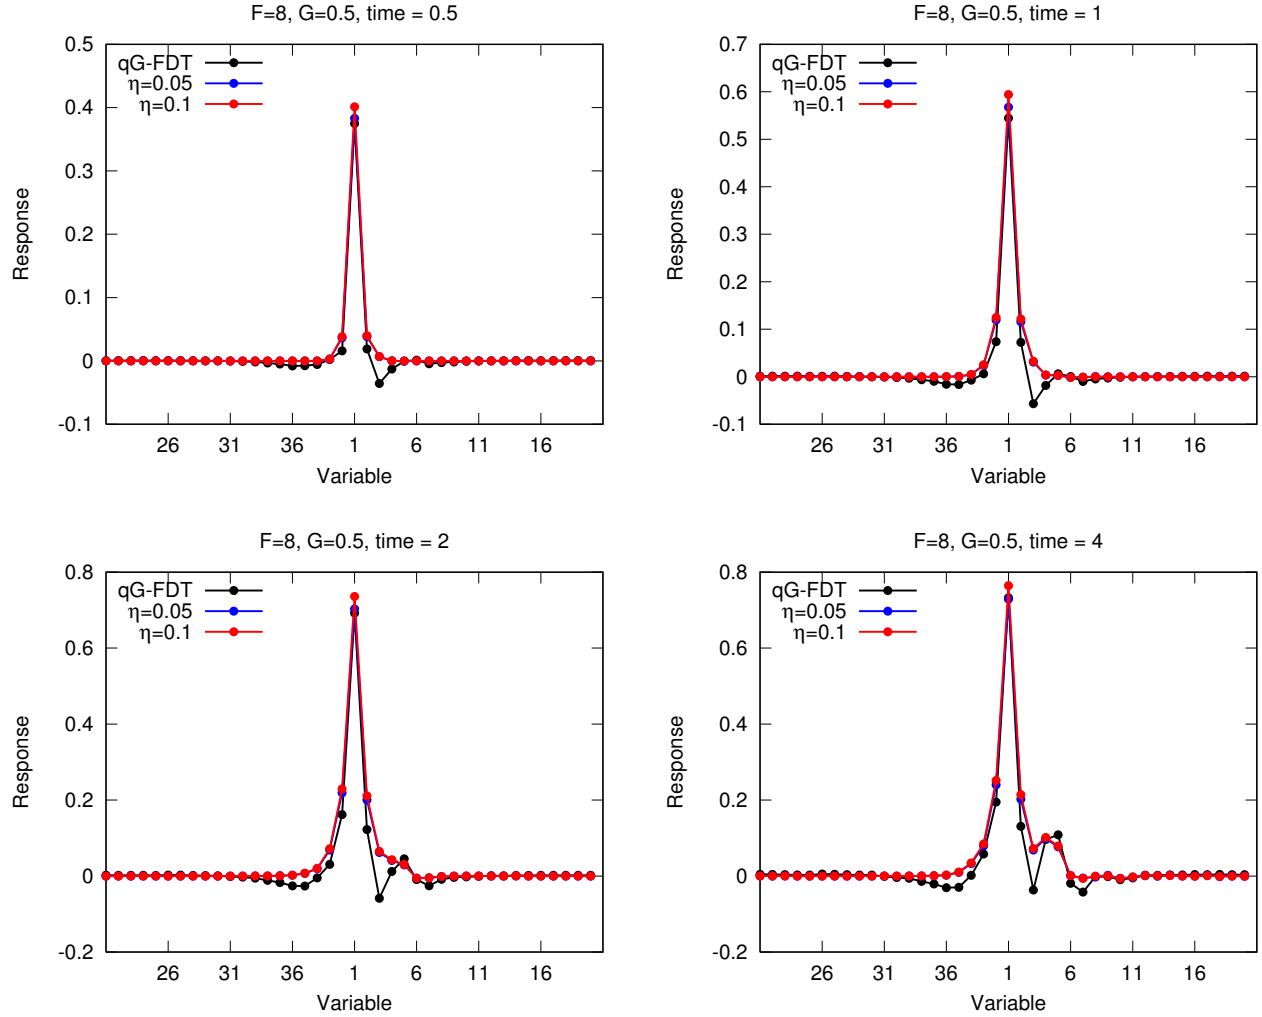 F=8, G=0.5, time = 0.5
0.5
0.4
0.3
0.2
0.1
0
-0.1
Response
qG-FDT
η=0.05
η=0.1
26 31 36 1 6 11 16
Variable
F=8, G=0.5, time = 1
0.7
0.6
0.5
0.4
0.3
0.2
0.1
0
-0.1
Response
qG-FDT
η=0.05
η=0.1
26 31 36 1 6 11 16
Variable
F=8, G=0.5, time = 2
0.8
0.6
0.4
0.2
0
-0.2
Response
qG-FDT
η=0.05
η=0.1
26 31 36 1 6 11 16
Variable
F=8, G=0.5, time = 4
0.8
0.6
0.4
0.2
0
-0.2
Response
qG-FDT
η=0.05
η=0.1
26 31 36 1 6 11 16
Variable